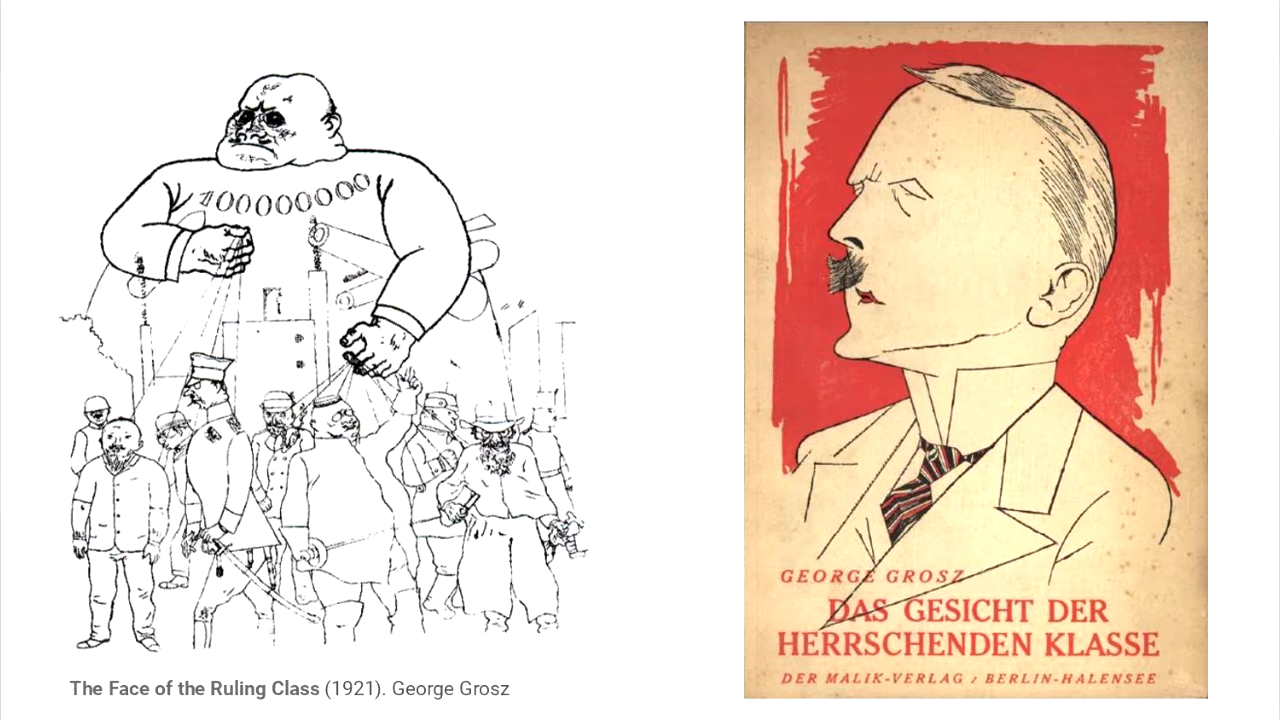 10000000000
The Face of the Ruling Class (1921). George Grosz
GEORGE GROSZ
DAS GESICHT DER
HERRSCHENDEN KLASSE
DER MALIK-VERLAG / BERLIN-HALENSEE